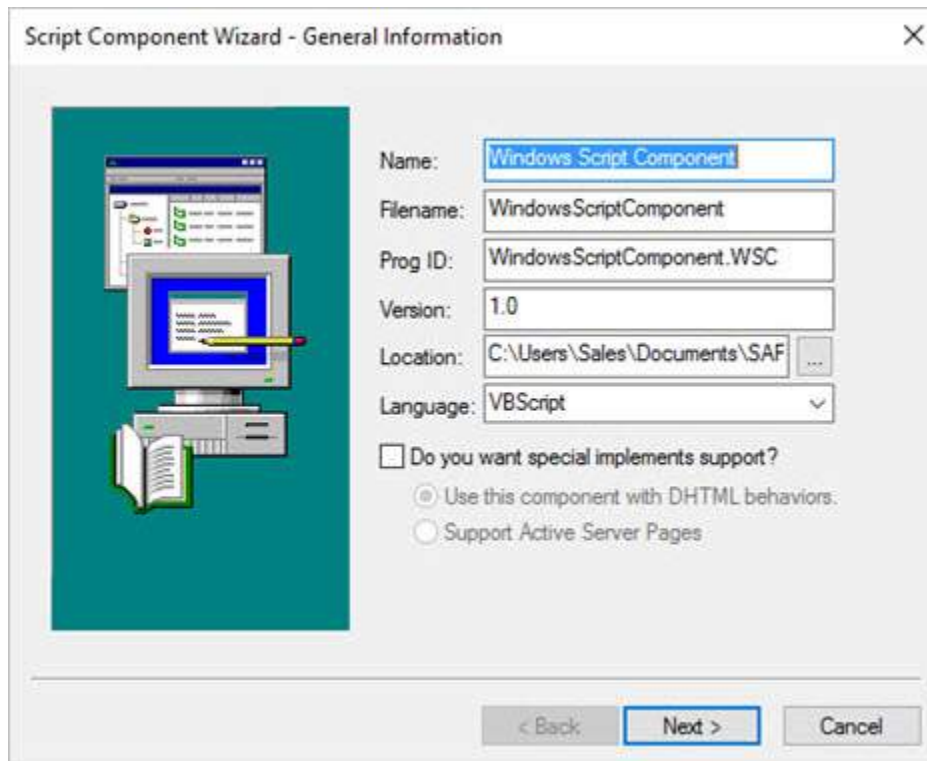 Script Component Wizard - General Information
Name: Windows Script Component
Filename: WindowsScriptComponent
Prog ID: WindowsScriptComponent.WSC
Version: 1.0
Location: C:\Users\Sales\Documents\SAF ...
Language: VBScript
Do you want special implements support?
Use this component with DHTML behaviors.
Support Active Server Pages
< Back Next > Cancel